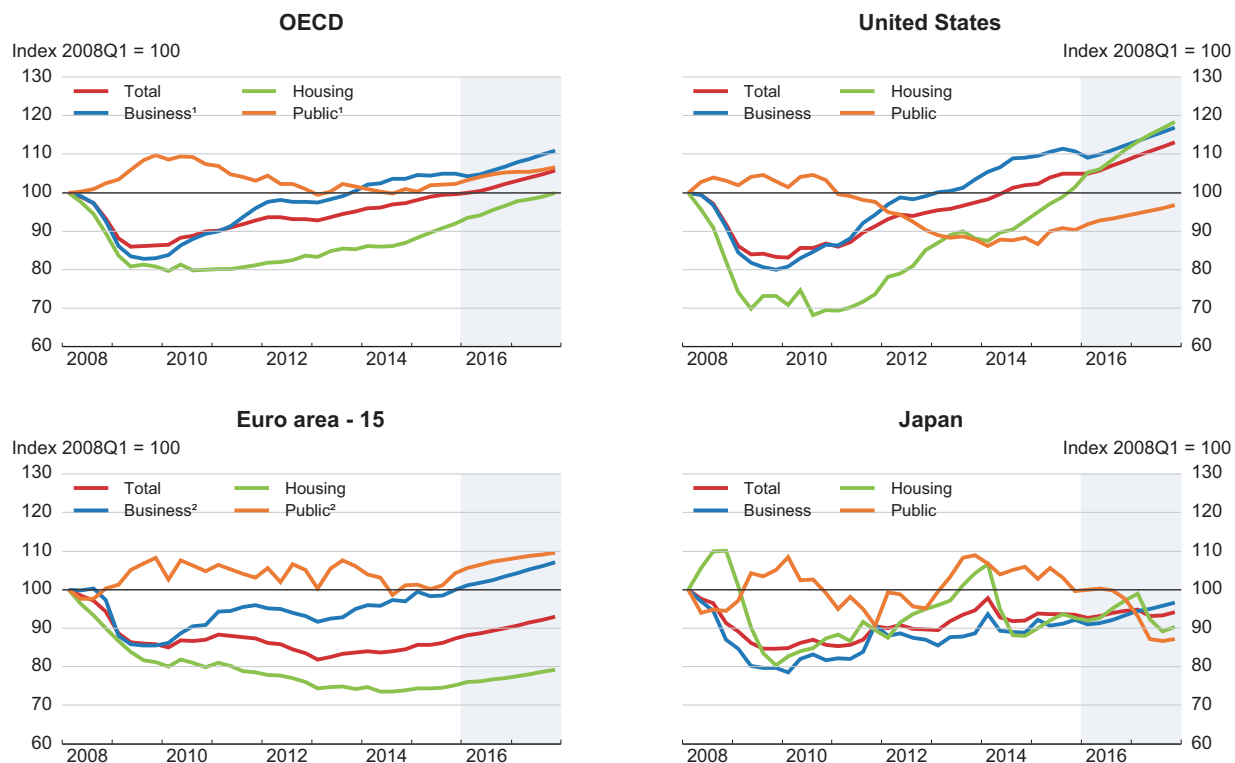 OECD
Index 2008Q1 = 100
130
120
110
100
90
80
70
60
Total
Housing
Business¹
Public¹
2008 2010 2012 2014 2016
United States
Index 2008Q1 = 100
130
120
110
100
90
80
70
60
Total
Housing
Business
Public
2008 2010 2012 2014 2016
Euro area - 15
Index 2008Q1 = 100
130
120
110
100
90
80
70
60
Total
Housing
Business²
Public²
2008 2010 2012 2014 2016
Japan
Index 2008Q1 = 100
130
120
110
100
90
80
70
60
Total
Housing
Business
Public
2008 2010 2012 2014 2016